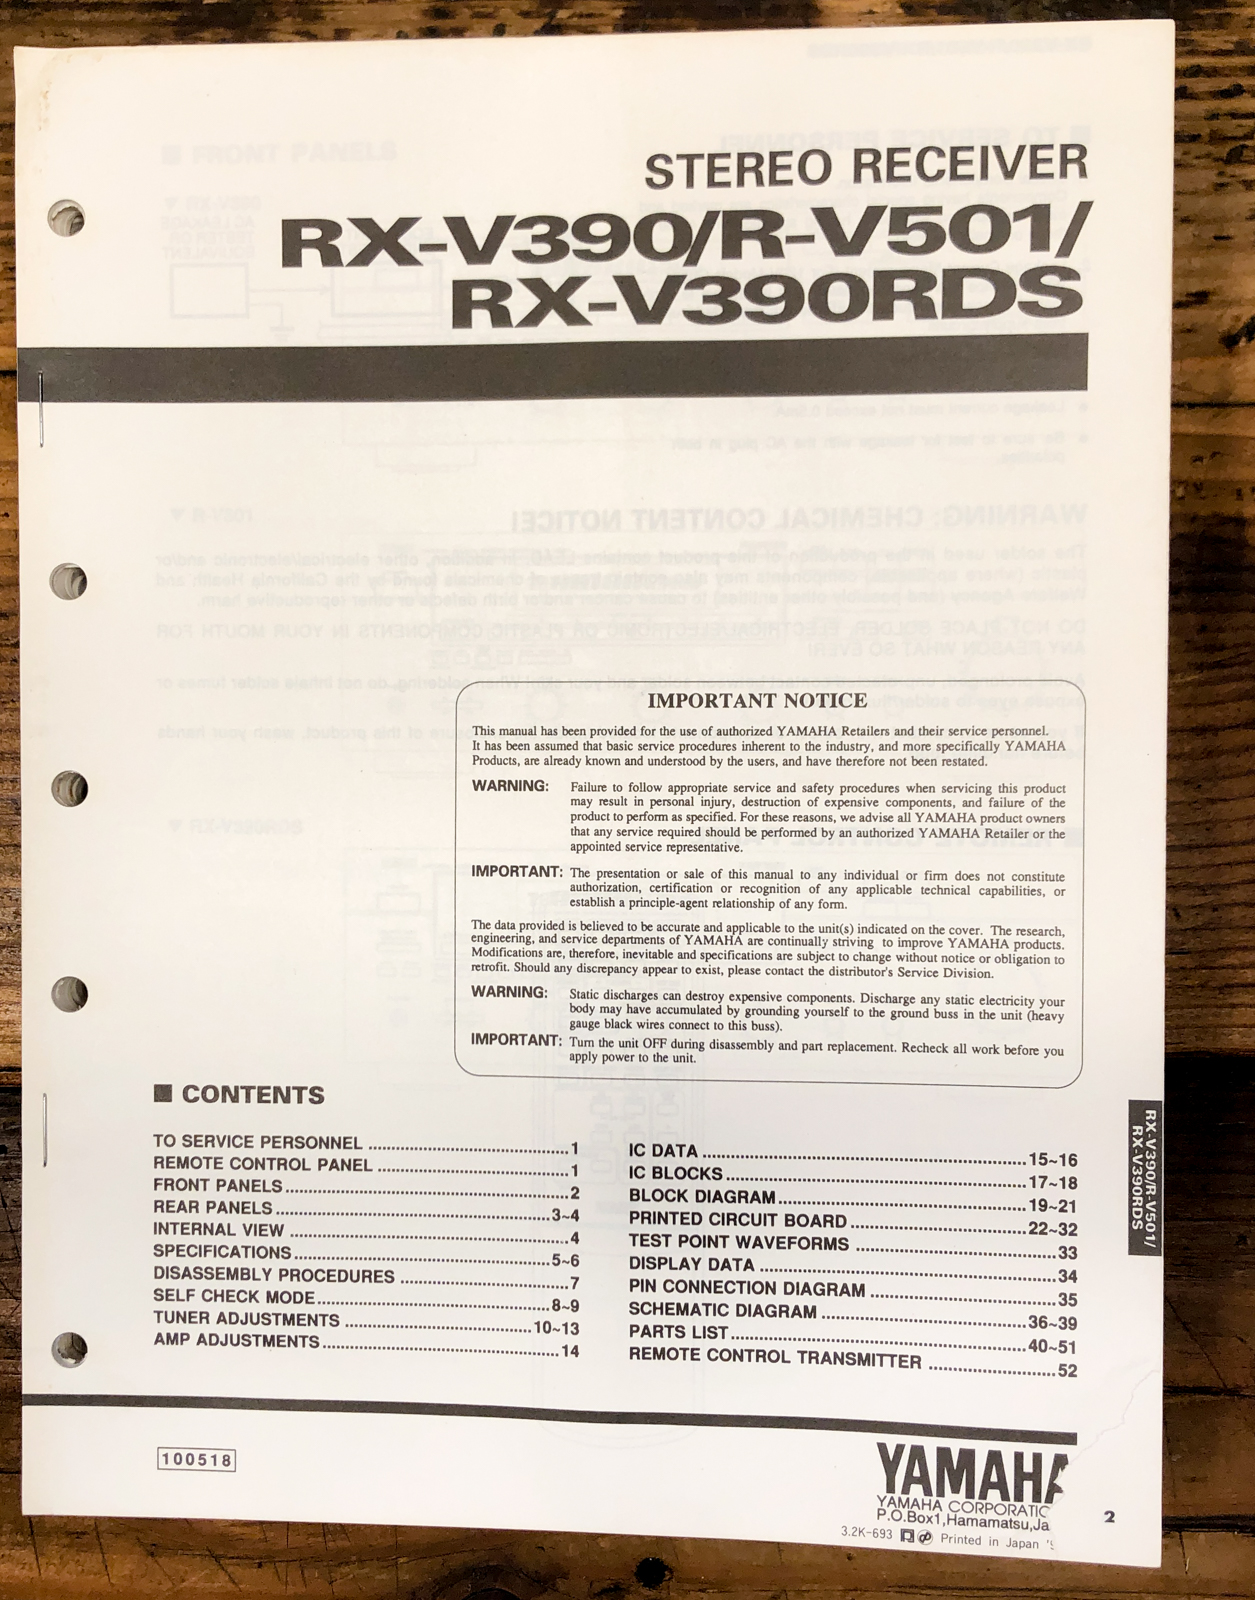 STEREO RECEIVER
RX-V390/R-V501/
RX-V390RDS
IMPORTANT NOTICE
This manual has been provided for the use of authorized YAMAHA Retailers and their service personnel.
It has been assumed that basic service procedures inherent to the industry, and more specifically YAMAHA
Products, are already known and understood by the users, and have therefore not been restated.
WARNING: Failure to follow appropriate service and safety procedures when servicing this product
may result in personal injury, destruction of expensive components, and failure of the
product to perform as specified. For these reasons, we advise all YAMAHA product owners
that any service required should be performed by an authorized YAMAHA Retailer or the
appointed service representative.
IMPORTANT: The presentation or sale of this manual to any individual or firm does not constitute
authorization, certification or recognition of any applicable technical capabilities, or
establish a principle-agent relationship of any form.
The data provided is believed to be accurate and applicable to the unit(s) indicated on the cover. The research,
engineering, and service departments of YAMAHA are continually striving to improve YAMAHA products.
Modifications are, therefore, inevitable and specifications are subject to change without notice or obligation to
retrofit. Should any discrepancy appear to exist, please contact the distributor's Service Division.
WARNING: Static discharges can destroy expensive components. Discharge any static electricity your
body may have accumulated by grounding yourself to the ground buss in the unit (heavy
gauge black wires connect to this buss).
IMPORTANT: Turn the unit OFF during disassembly and part replacement. Recheck all work before you
apply power to the unit.
■ CONTENTS
TO SERVICE PERSONNEL ..... 1
REMOTE CONTROL PANEL ..... 1
FRONT PANELS ..... 2
REAR PANELS ..... 3~4
INTERNAL VIEW ..... 4
SPECIFICATIONS ..... 5~6
DISASSEMBLY PROCEDURES ..... 7
SELF CHECK MODE ..... 8~9
TUNER ADJUSTMENTS ..... 10~13
AMP ADJUSTMENTS ..... 14
IC DATA ..... 15~16
IC BLOCKS ..... 17~18
BLOCK DIAGRAM ..... 19~21
PRINTED CIRCUIT BOARD ..... 22~32
TEST POINT WAVEFORMS ..... 33
DISPLAY DATA ..... 34
PIN CONNECTION DIAGRAM ..... 35
SCHEMATIC DIAGRAM ..... 36~39
PARTS LIST ..... 40~51
REMOTE CONTROL TRANSMITTER ..... 52
RX-V390/R-V501/
RX-V390RDS
100518
YAMAHA
YAMAHA CORPORATIC
P.O.Box1,Hamamatsu,Ja
3.2K-693 Printed in Japan '9
2